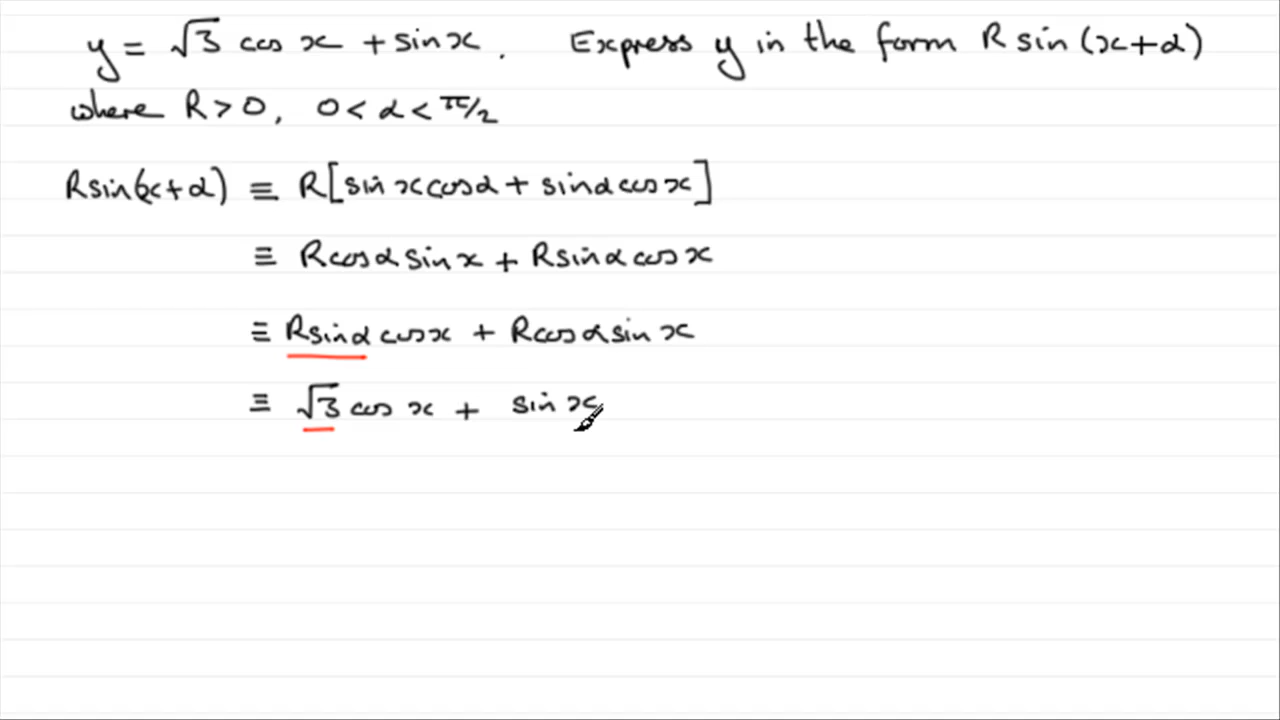 y = √3 cos x + sin x. Express y in the form R sin (x+α)
where R > 0, 0 < α < π/2
R sin(x+α) ≡ R[sin x cos α + sin α cos x]
≡ R cos α sin x + R sin α cos x
≡ R sin α cos x + R cos α sin x
≡ √3 cos x + sin x